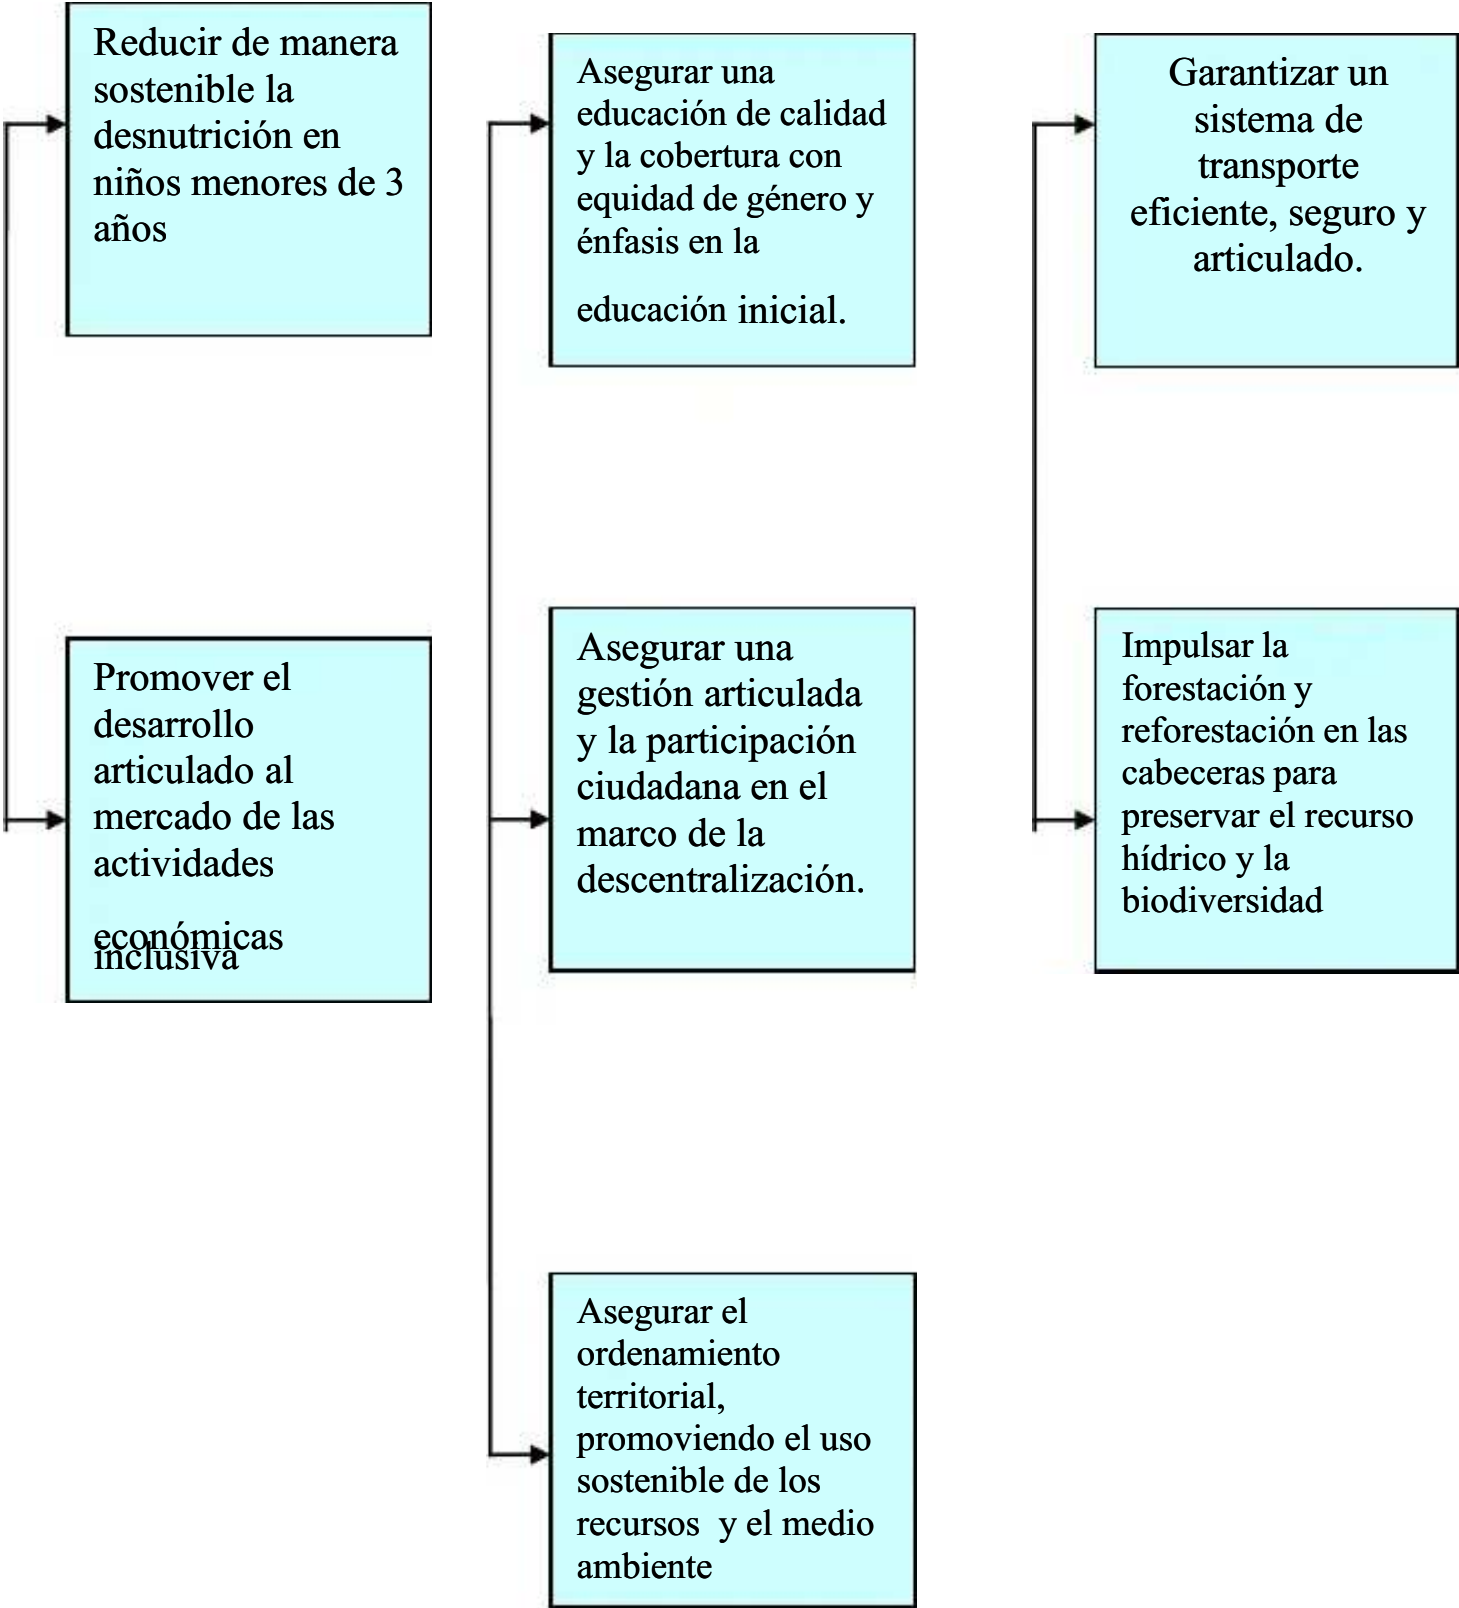 Reducir de manera
sostenible la
desnutrición en
niños menores de 3
años
Promover el
desarrollo
articulado al
mercado de las
actividades
económicas
inclusiva
Asegurar una
educación de calidad
y la cobertura con
equidad de género y
énfasis en la
educación inicial.
Asegurar una
gestión articulada
y la participación
ciudadana en el
marco de la
descentralización.
Asegurar el
ordenamiento
territorial,
promoviendo el uso
sostenible de los
recursos  y el medio
ambiente
Garantizar un
sistema de
transporte
eficiente, seguro y
articulado.
Impulsar la
forestación y
reforestación en las
cabeceras para
preservar el recurso
hídrico y la
biodiversidad